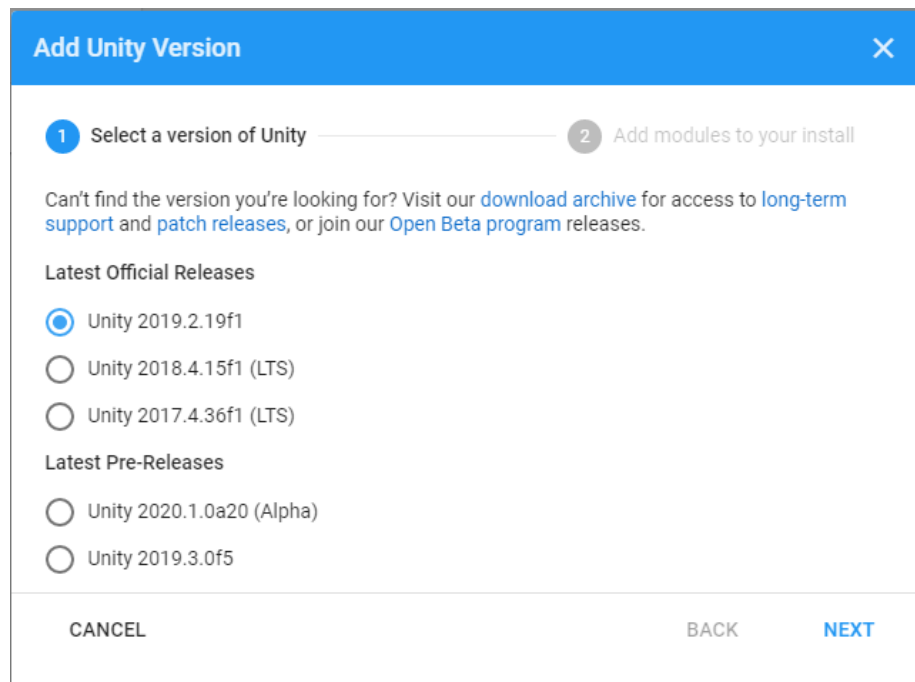 Add Unity Version
1 Select a version of Unity 2 Add modules to your install
Can't find the version you're looking for? Visit our download archive for access to long-term
support and patch releases, or join our Open Beta program releases.
Latest Official Releases
Unity 2019.2.19f1
Unity 2018.4.15f1 (LTS)
Unity 2017.4.36f1 (LTS)
Latest Pre-Releases
Unity 2020.1.0a20 (Alpha)
Unity 2019.3.0f5
CANCEL BACK NEXT